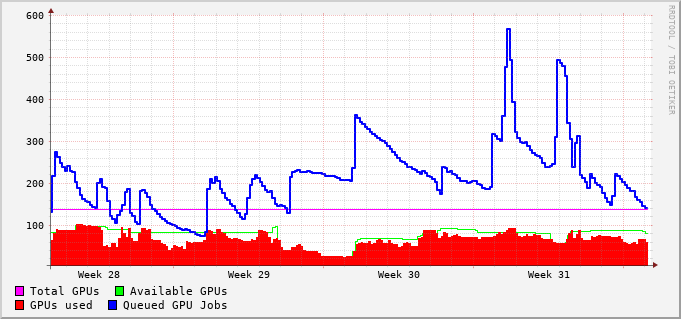 600
500
400
300
200
100
Week 28 Week 29 Week 30 Week 31
Total GPUs Available GPUs
GPUs used Queued GPU Jobs
RRDTOOL / TOBI OETIKER